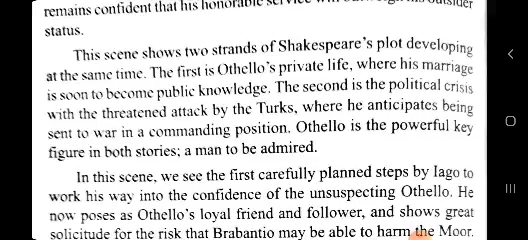 remains confident that his honorable service
status.
This scene shows two strands of Shakespeare's plot developing
at the same time. The first is Othello's private life, where his marriage
is soon to become public knowledge. The second is the political crisis
with the threatened attack by the Turks, where he anticipates being
sent to war in a commanding position. Othello is the powerful key
figure in both stories; a man to be admired.
In this scene, we see the first carefully planned steps by Iago to
work his way into the confidence of the unsuspecting Othello. He
now poses as Othello's loyal friend and follower, and shows great
solicitude for the risk that Brabantio may be able to harm the Moor.